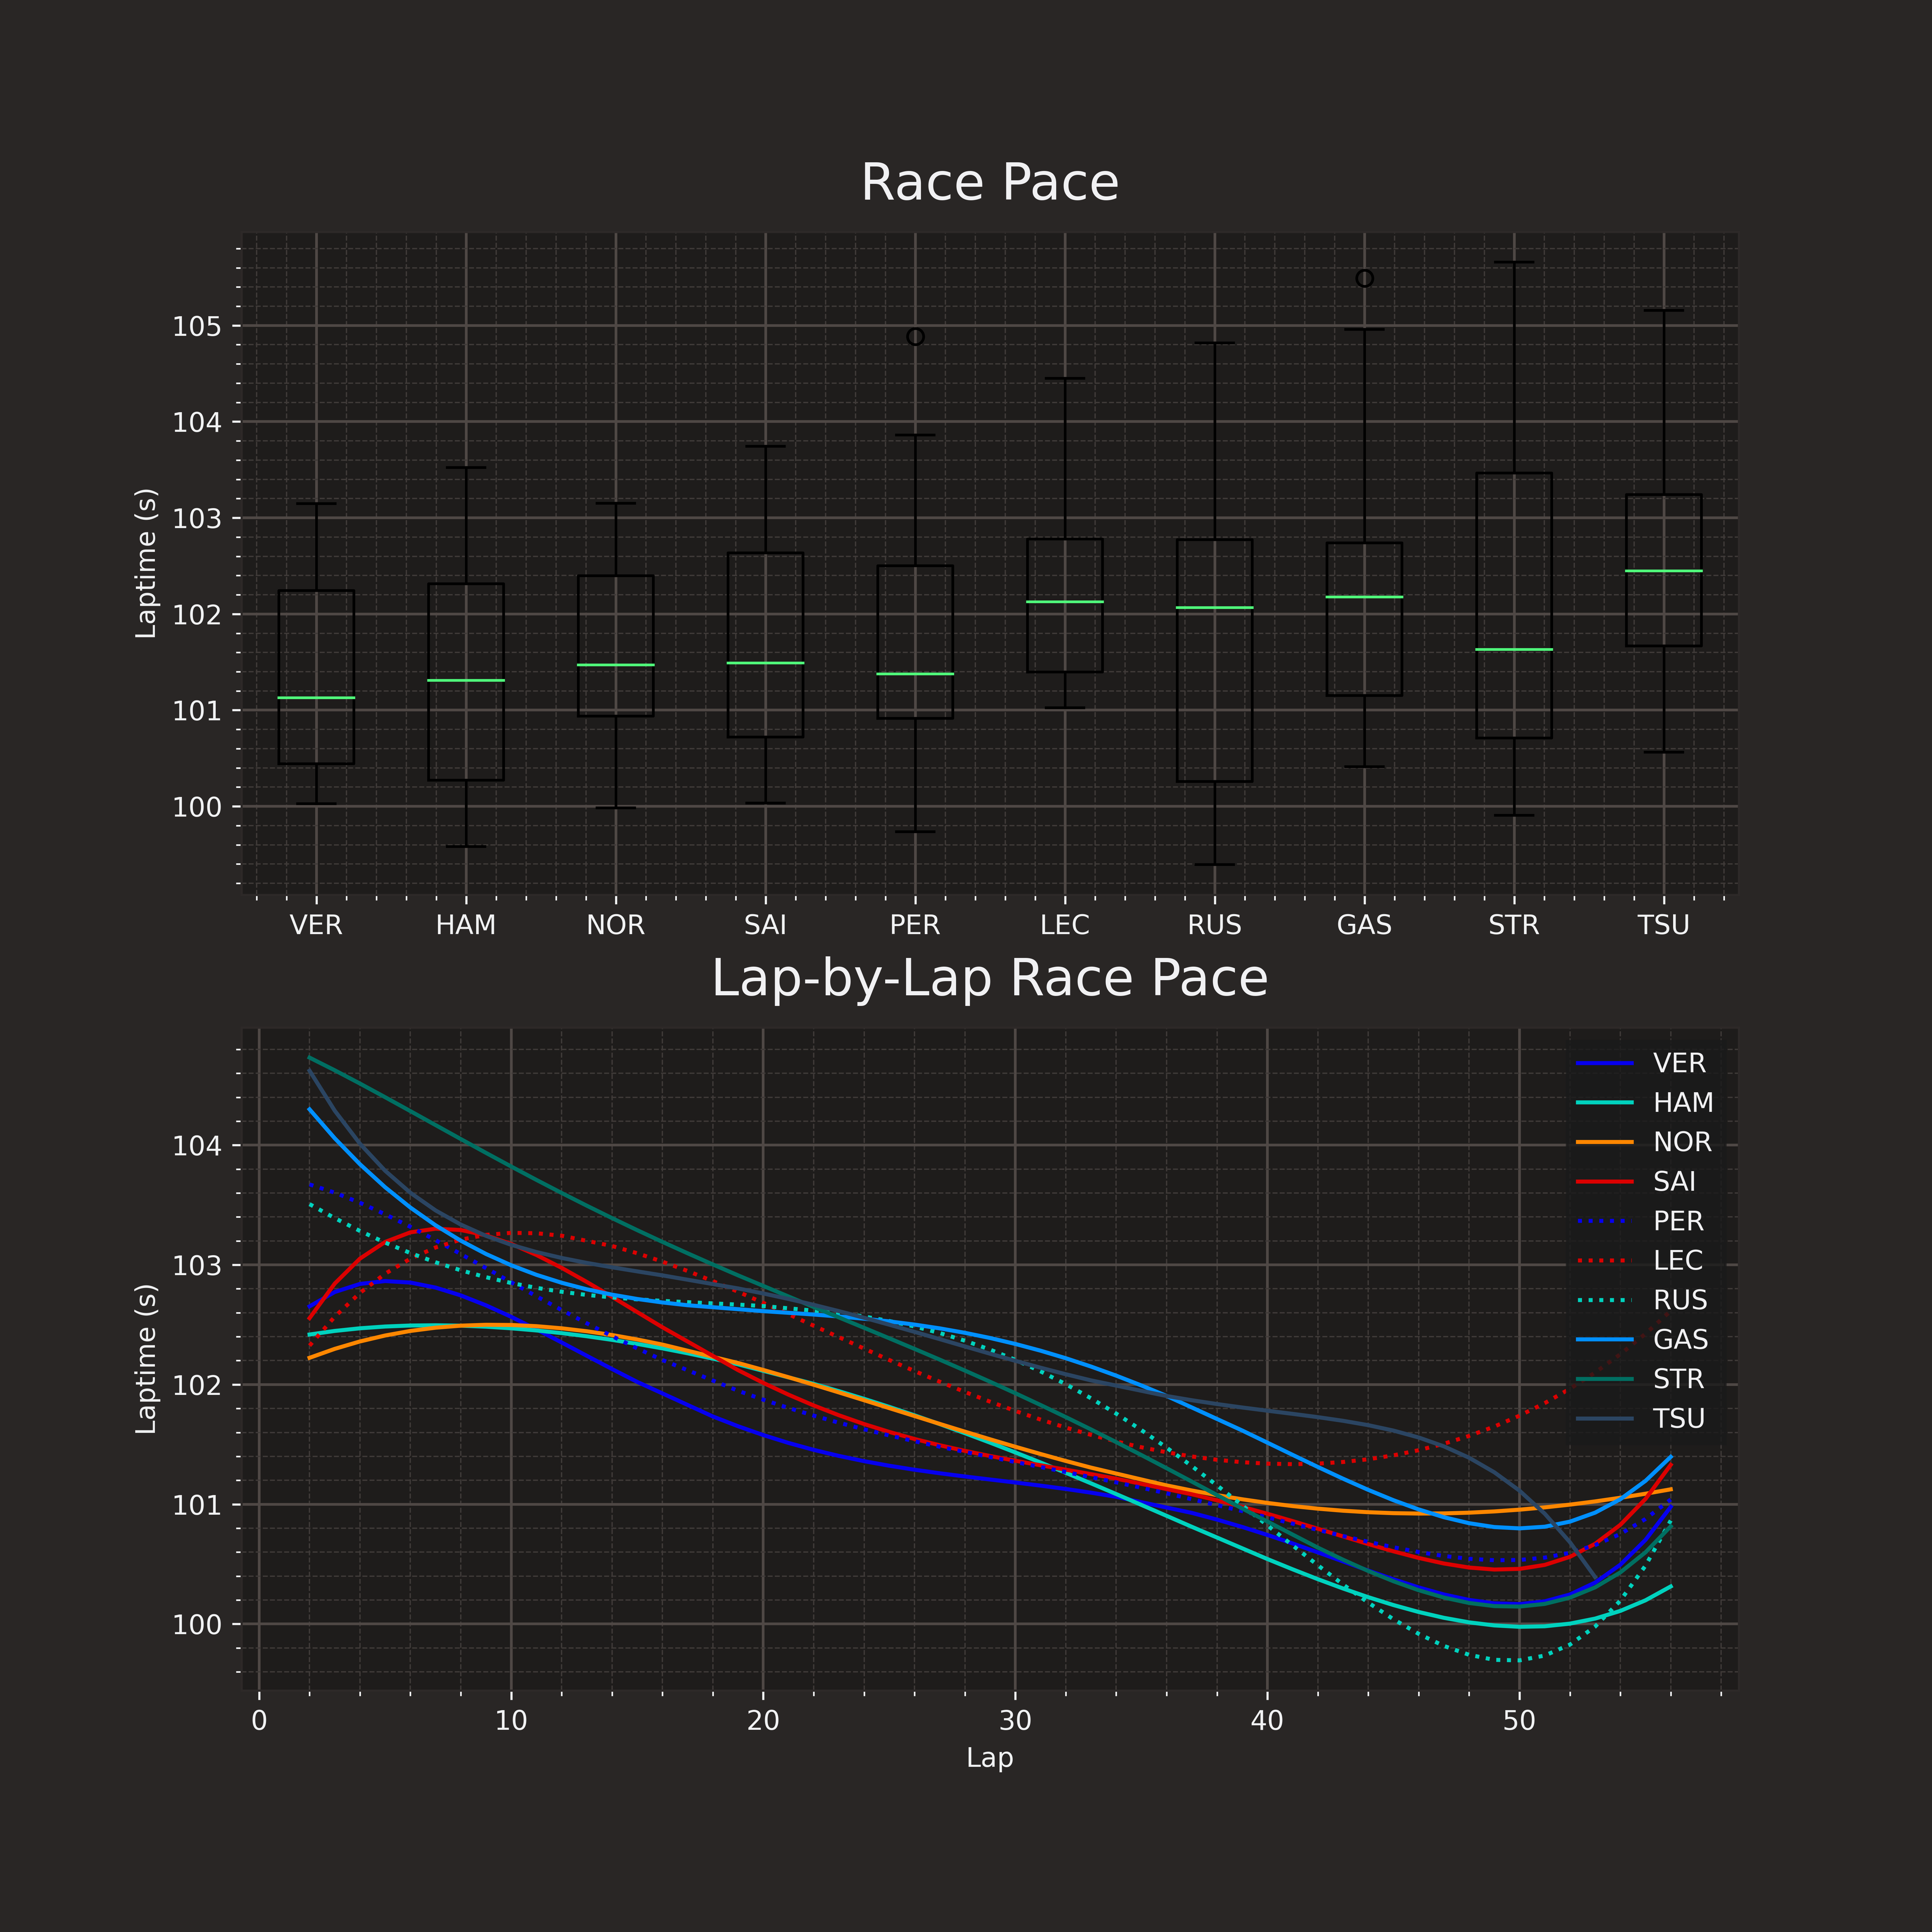 Race Pace
105
104
103
102
101
100
Laptime (s)
VER HAM NOR SAI PER LEC RUS GAS STR TSU
Lap-by-Lap Race Pace
104
103
102
101
100
Laptime (s)
VER
HAM
NOR
SAI
PER
LEC
RUS
GAS
STR
TSU
0 10 20 30 40 50
Lap